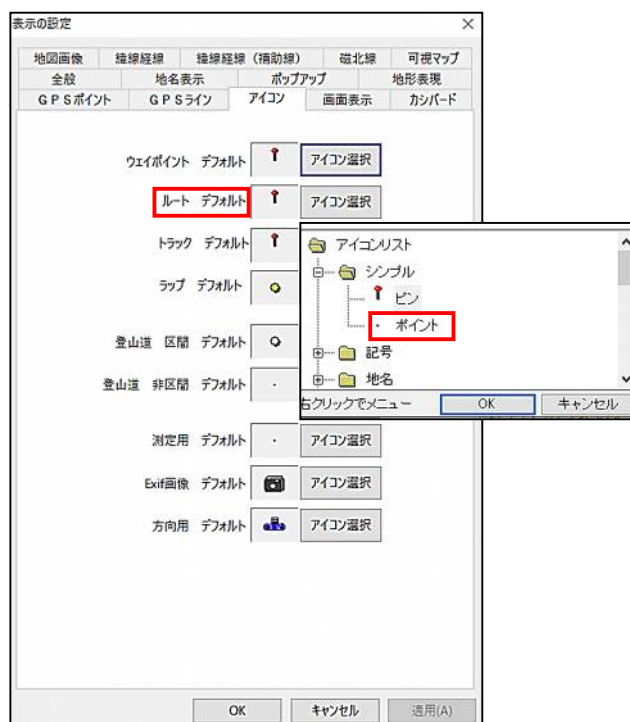 表示の設定
地図画像 緯線経線 緯線経線（補助線） 磁北線 可視マップ
全般 地名表示 ポップアップ 地形表現
GPSポイント GPSライン アイコン 画面表示 カシバード
ウェイポイント デフォルト アイコン選択
ルート デフォルト アイコン選択
トラック デフォルト
ラップ デフォルト
登山道 区間 デフォルト
登山道 非区間 デフォルト
測定用 デフォルト アイコン選択
Exif画像 デフォルト アイコン選択
方向用 デフォルト アイコン選択
OK キャンセル 適用(A)
アイコンリスト
シンプル
ピン
ポイント
記号
地名
右クリックでメニュー OK キャンセル